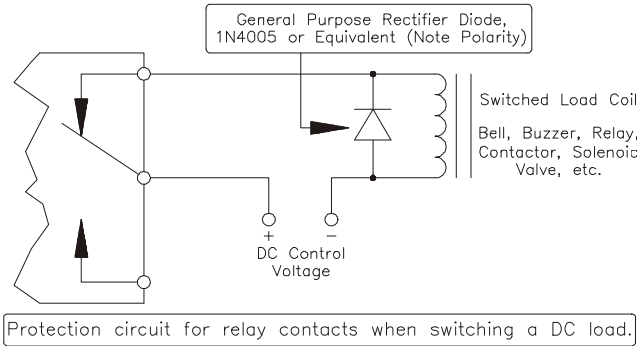 General Purpose Rectifier Diode,
1N4005 or Equivalent (Note Polarity)
Switched Load Coil
Bell, Buzzer, Relay,
Contactor, Solenoid
Valve, etc.
+ −
DC Control
Voltage
Protection circuit for relay contacts when switching a DC load.